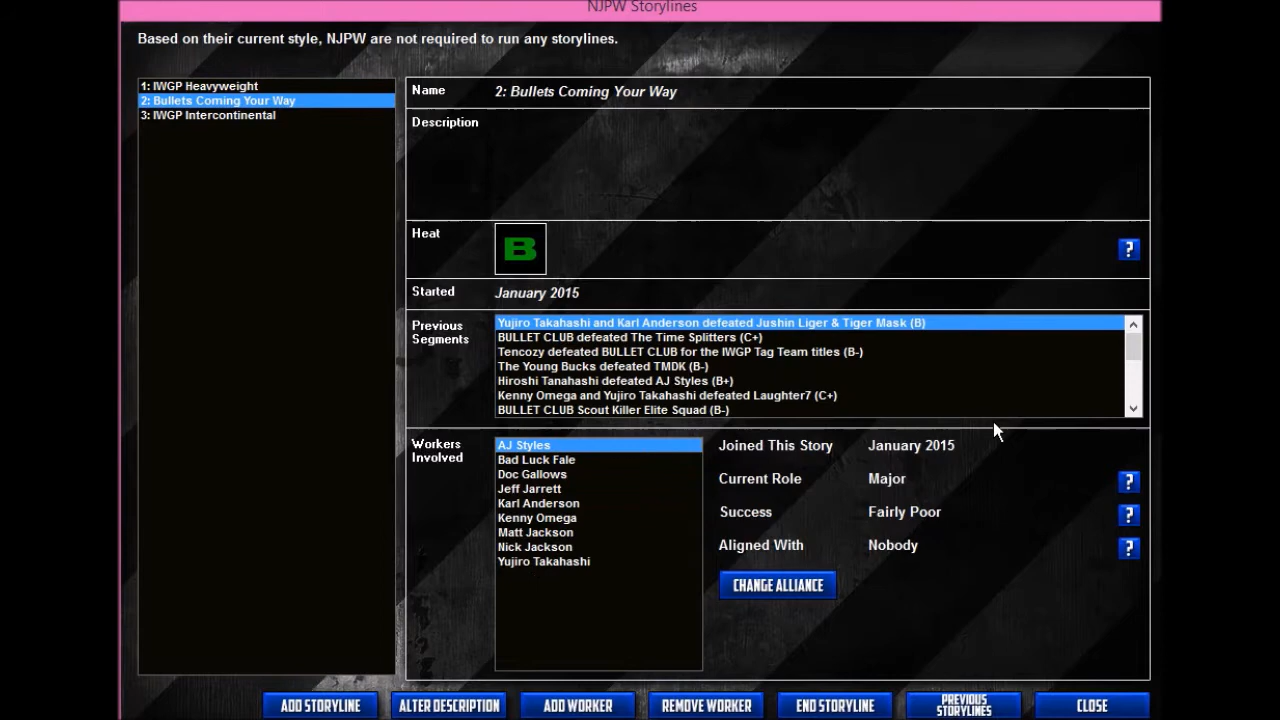 NJPW Storylines
Based on their current style, NJPW are not required to run any storylines.
1: IWGP Heavyweight
2: Bullets Coming Your Way
3: IWGP Intercontinental
Name
2: Bullets Coming Your Way
Description
Heat
B
?
Started
January 2015
Previous Segments
Yujiro Takahashi and Karl Anderson defeated Jushin Liger & Tiger Mask (B)
BULLET CLUB defeated The Time Splitters (C+)
Tencozy defeated BULLET CLUB for the IWGP Tag Team titles (B-)
The Young Bucks defeated TMDK (B-)
Hiroshi Tanahashi defeated AJ Styles (B+)
Kenny Omega and Yujiro Takahashi defeated Laughter7 (C+)
BULLET CLUB Scout Killer Elite Squad (B-)
Workers Involved
AJ Styles
Bad Luck Fale
Doc Gallows
Jeff Jarrett
Karl Anderson
Kenny Omega
Matt Jackson
Nick Jackson
Yujiro Takahashi
Joined This Story
January 2015
Current Role
Major
?
Success
Fairly Poor
?
Aligned With
Nobody
?
CHANGE ALLIANCE
ADD STORYLINE
ALTER DESCRIPTION
ADD WORKER
REMOVE WORKER
END STORYLINE
PREVIOUS STORYLINES
CLOSE